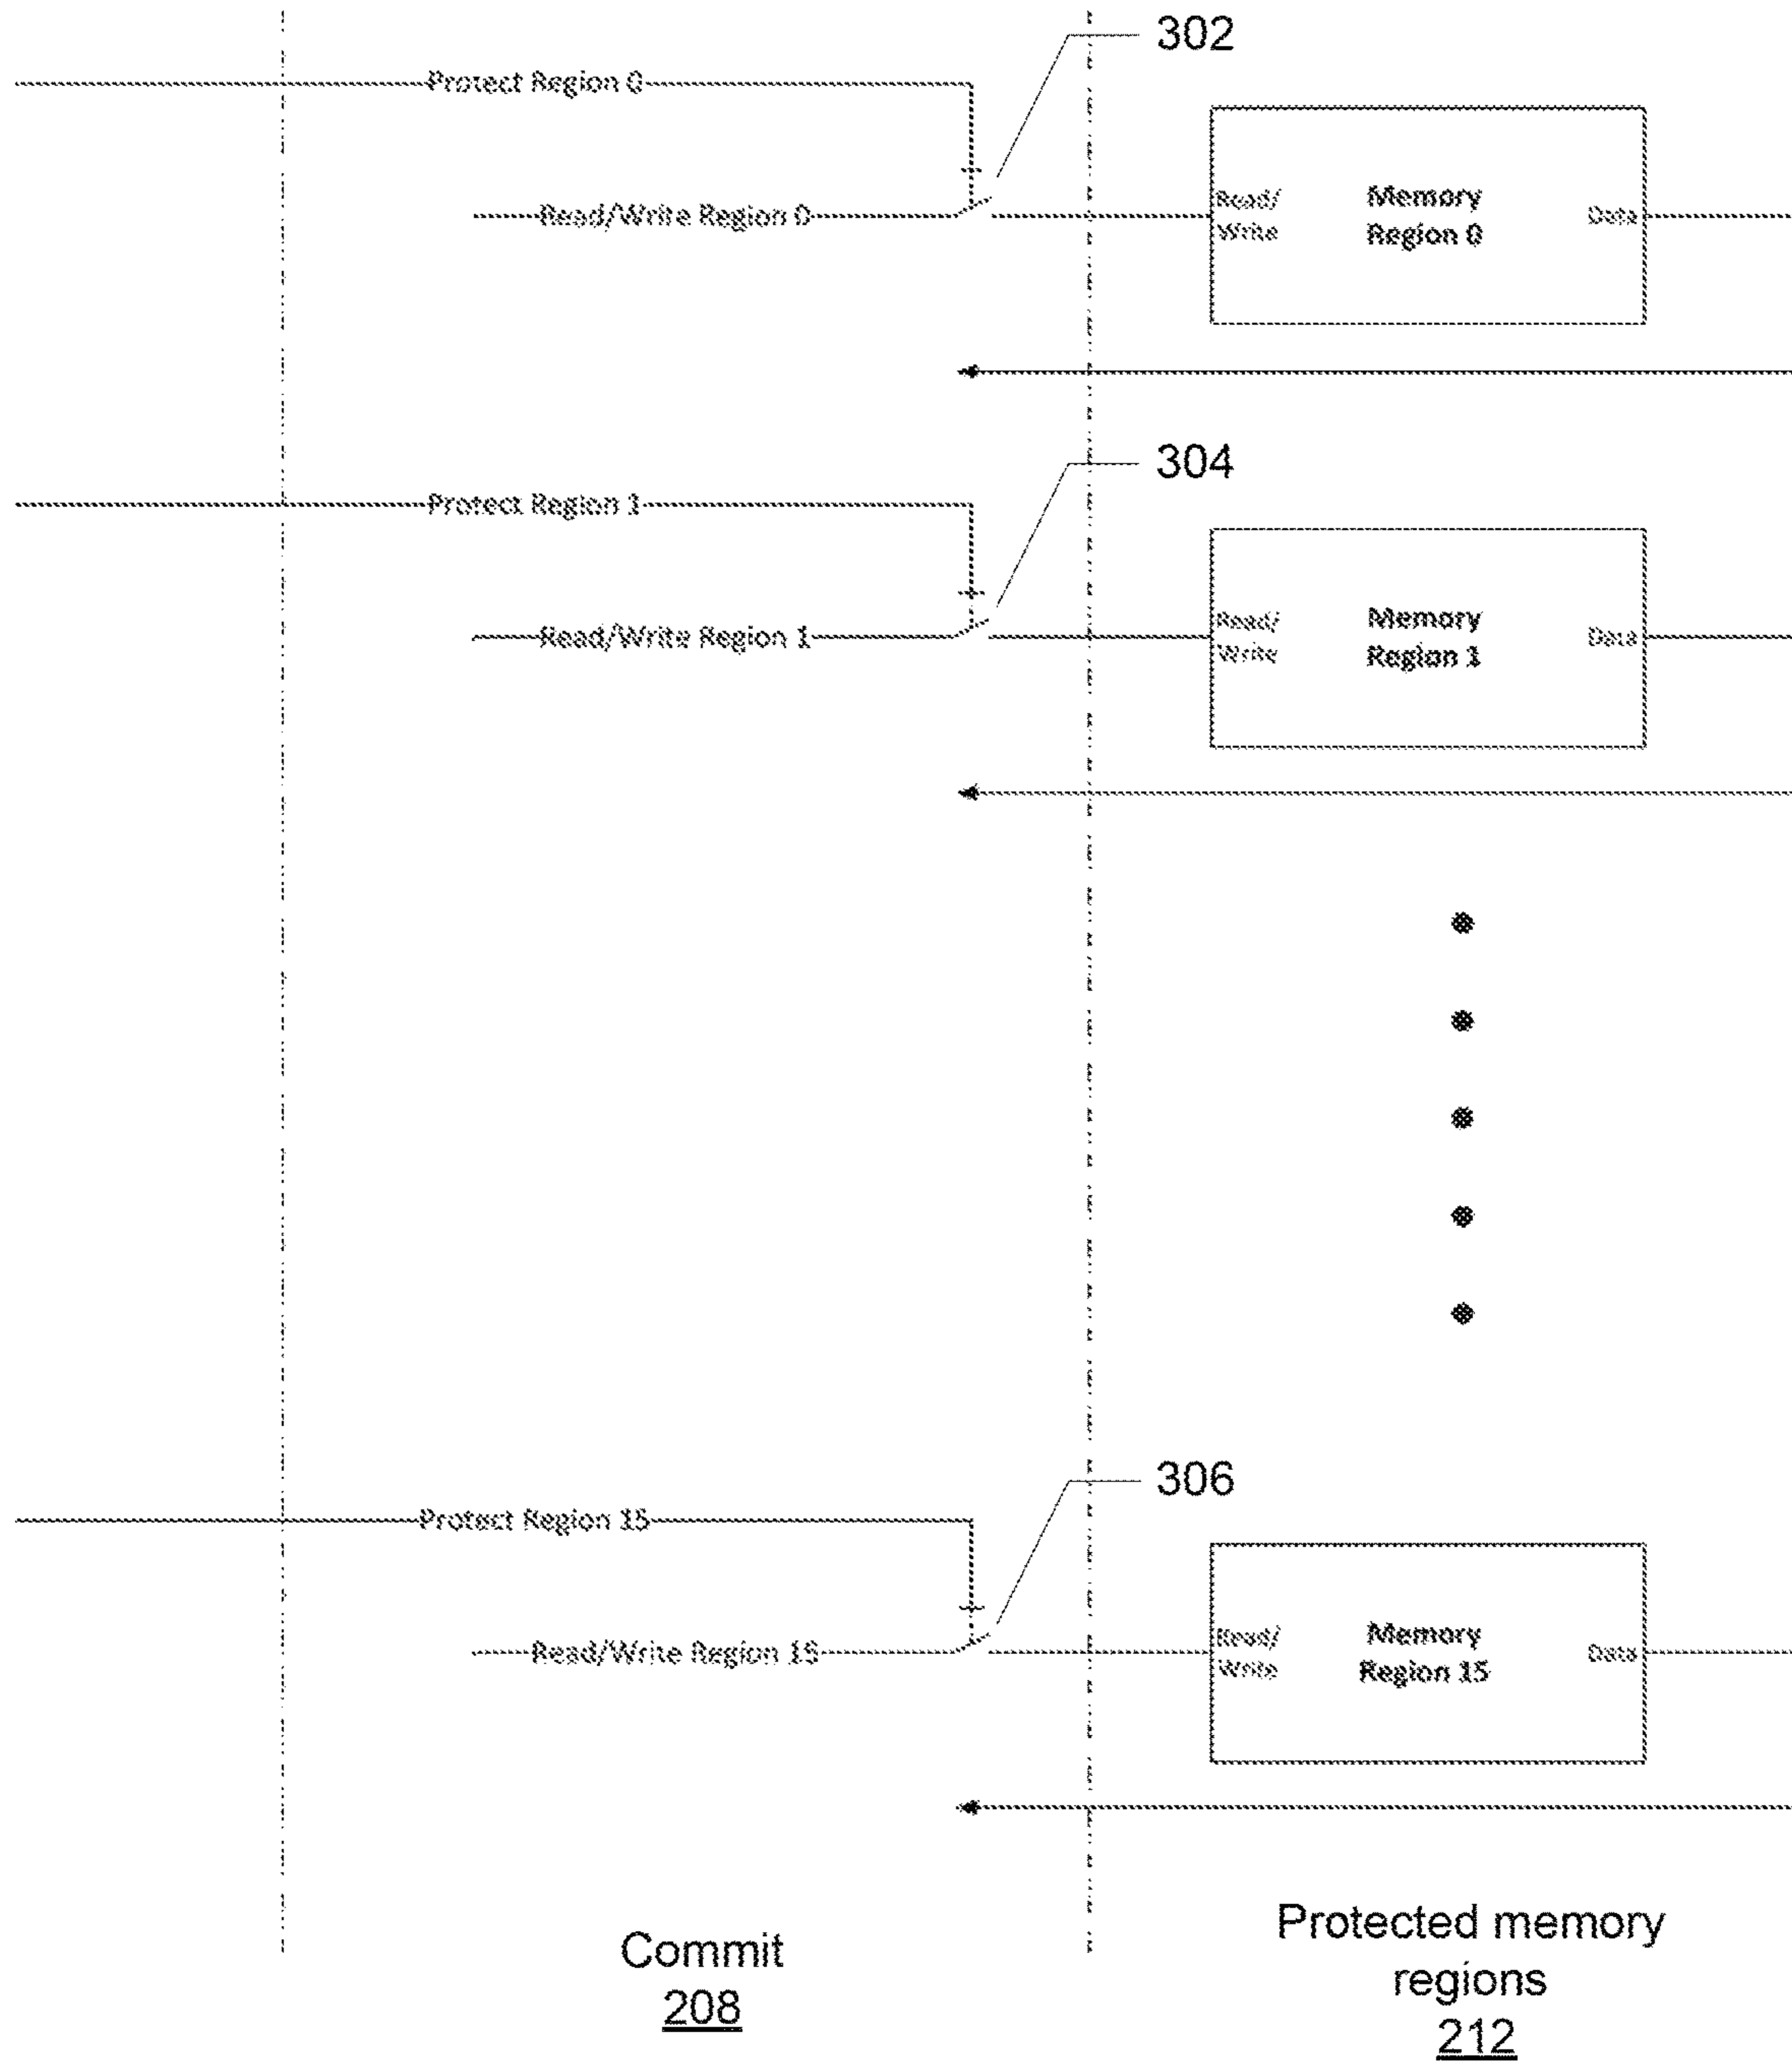 302
Protect Region 0
Read/Write Region 0
Read/
Write
Memory
Region 0
Data
304
Protect Region 1
Read/Write Region 1
Read/
Write
Memory
Region 1
Data
306
Protect Region 15
Read/Write Region 15
Read/
Write
Memory
Region 15
Data
Commit
208
Protected memory
regions
212